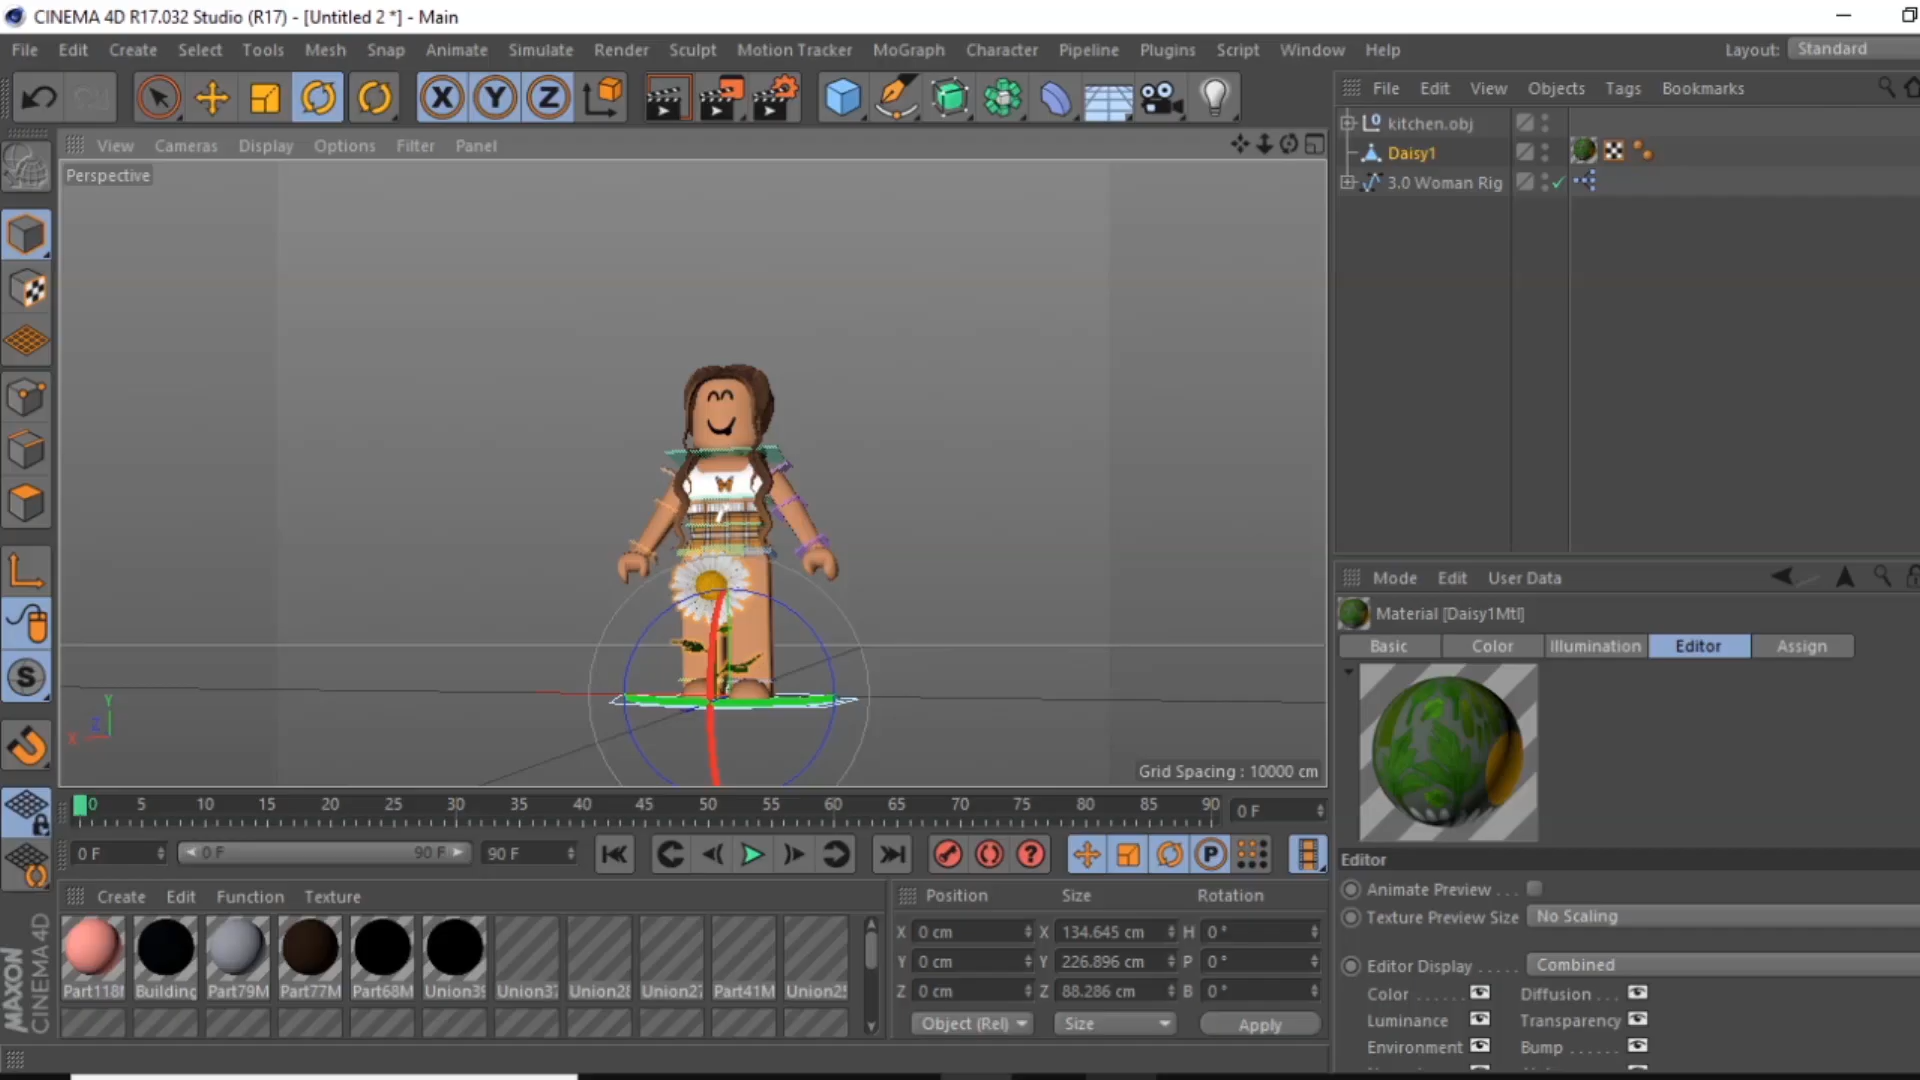 CINEMA 4D R17.032 Studio (R17) - [Untitled 2 *] - Main
File Edit Create Select Tools Mesh Snap Animate Simulate Render Sculpt Motion Tracker MoGraph Character Pipeline Plugins Script Window Help Layout: Standard
X Y Z
File Edit View Objects Tags Bookmarks
kitchen.obj
Daisy1
3.0 Woman Rig
View Cameras Display Options Filter Panel
Perspective
Y
Z
X
Grid Spacing : 10000 cm
S
Mode Edit User Data
Material [Daisy1Mtl]
Basic Color Illumination Editor Assign
Editor
Animate Preview . . .
Texture Preview Size No Scaling
Editor Display . . . . . Combined
Color . . . . . . Diffusion . . .
Luminance Transparency
Environment Bump . . . . . .
0 5 10 15 20 25 30 35 40 45 50 55 60 65 70 75 80 85 90 0 F
0 F 0 F 90 F 90 F
? P
Create Edit Function Texture
Part118 Building Part79M Part77M Part68M Union39 Union37 Union28 Union27 Part41M Union25
Position Size Rotation
X 0 cm X 134.645 cm H 0 °
Y 0 cm Y 226.896 cm P 0 °
Z 0 cm Z 88.286 cm B 0 °
Object (Rel) Size Apply
MAXON
CINEMA 4D